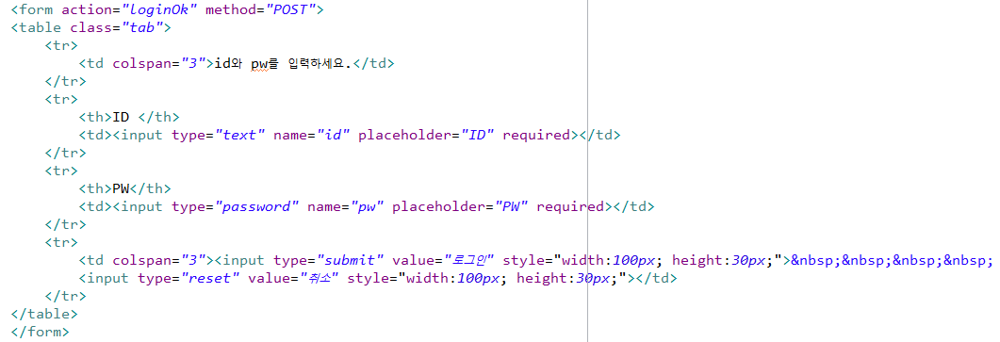 <form action="loginOk" method="POST">
<table class="tab">
    <tr>
        <td colspan="3">id와 pw를 입력하세요.</td>
    </tr>
    <tr>
        <th>ID </th>
        <td><input type="text" name="id" placeholder="ID" required></td>
    </tr>
    <tr>
        <th>PW</th>
        <td><input type="password" name="pw" placeholder="PW" required></td>
    </tr>
    <tr>
        <td colspan="3"><input type="submit" value="로그인" style="width:100px; height:30px;">&nbsp;&nbsp;&nbsp;&nbsp;
        <input type="reset" value="취소" style="width:100px; height:30px;"></td>
    </tr>
</table>
</form>